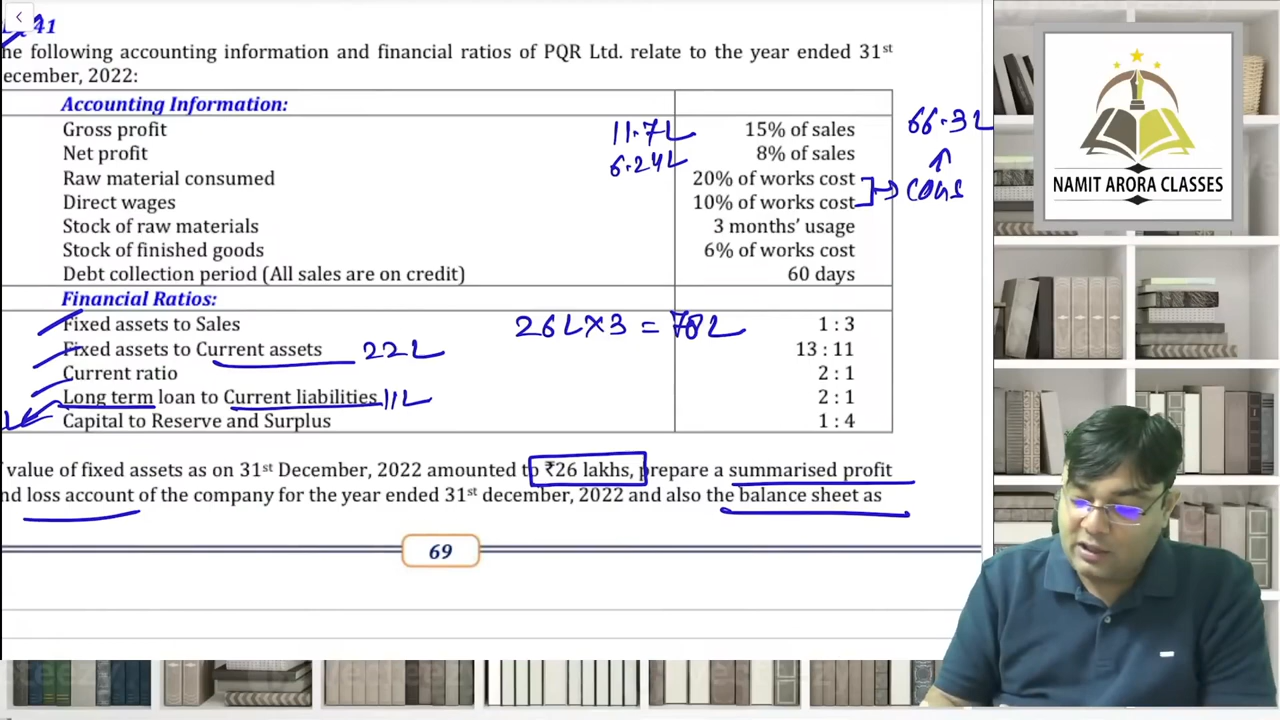 41
he following accounting information and financial ratios of PQR Ltd. relate to the year ended 31st
ecember, 2022:
Accounting Information:
Gross profit 11.7L 15% of sales 66.3L
Net profit 6.24L 8% of sales
Raw material consumed 20% of works cost
Direct wages 10% of works cost COGS
Stock of raw materials 3 months’ usage
Stock of finished goods 6% of works cost
Debt collection period (All sales are on credit) 60 days
Financial Ratios:
Fixed assets to Sales 26L×3 = 78L 1 : 3
Fixed assets to Current assets 22L 13 : 11
Current ratio 2 : 1
Long term loan to Current liabilities 11L 2 : 1
Capital to Reserve and Surplus 1 : 4
value of fixed assets as on 31st December, 2022 amounted to ₹26 lakhs, prepare a summarised profit
nd loss account of the company for the year ended 31st december, 2022 and also the balance sheet as
69
NAMIT ARORA CLASSES